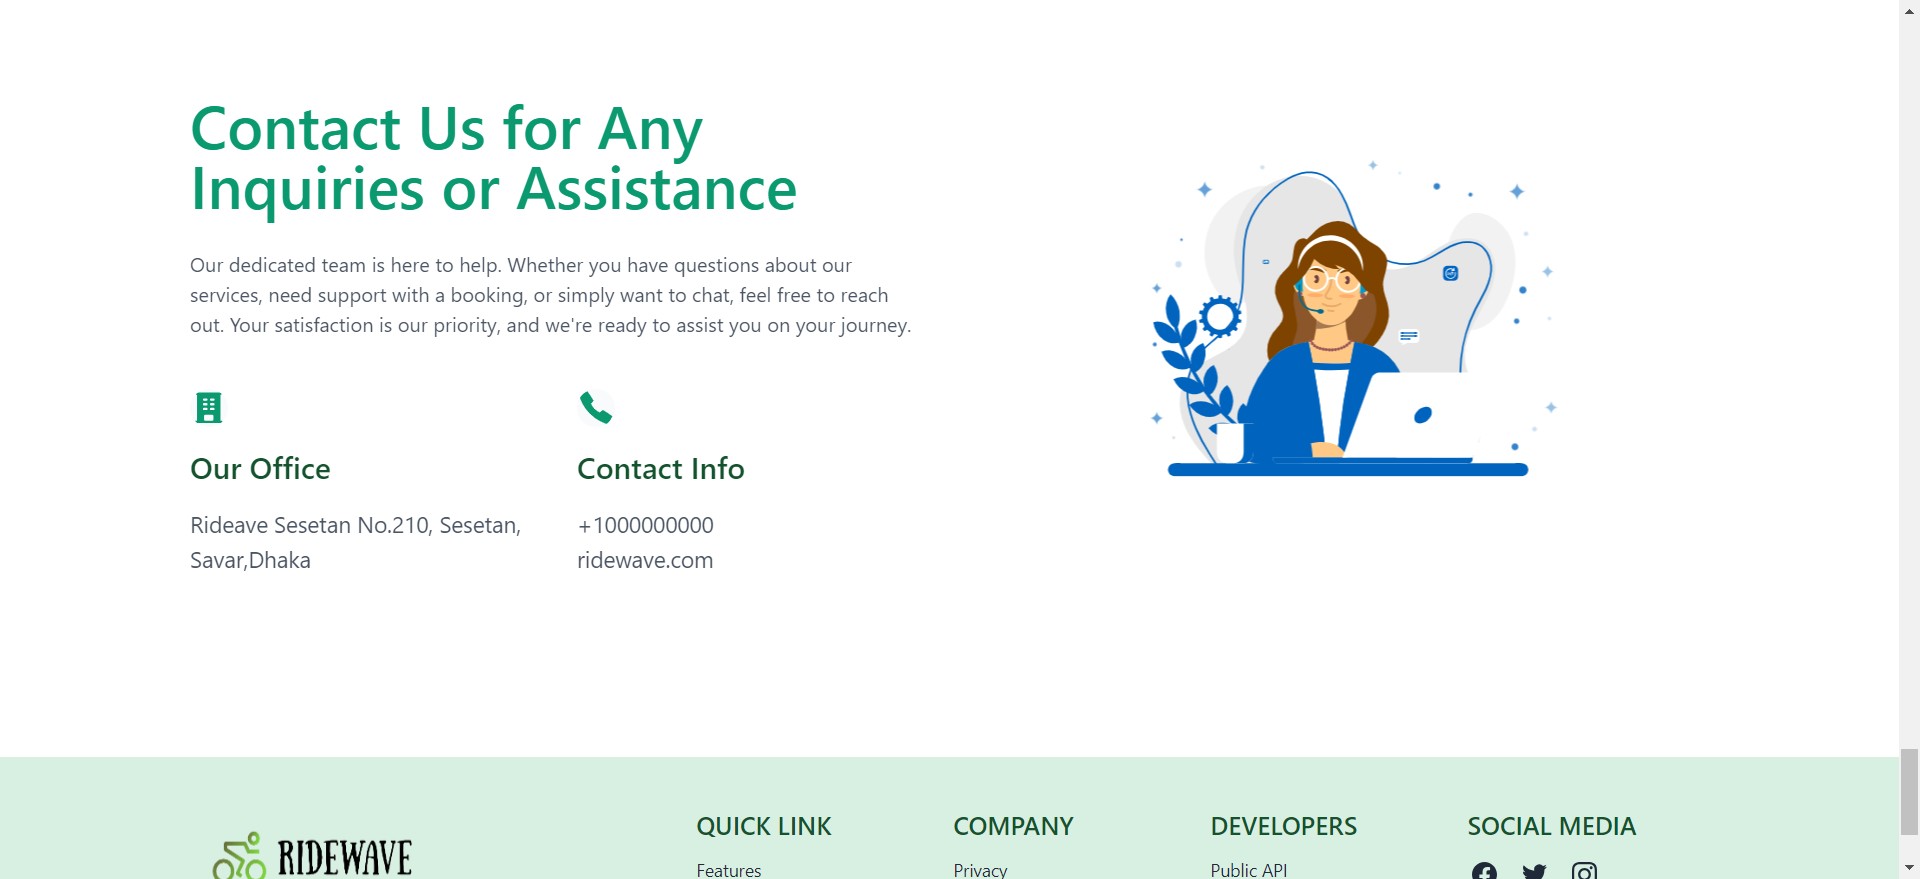 Contact Us for Any
Inquiries or Assistance
Our dedicated team is here to help. Whether you have questions about our
services, need support with a booking, or simply want to chat, feel free to reach
out. Your satisfaction is our priority, and we're ready to assist you on your journey.
Our Office
Rideave Sesetan No.210, Sesetan,
Savar,Dhaka
Contact Info
+1000000000
ridewave.com
RIDEWAVE
QUICK LINK
Features
COMPANY
Privacy
DEVELOPERS
Public API
SOCIAL MEDIA